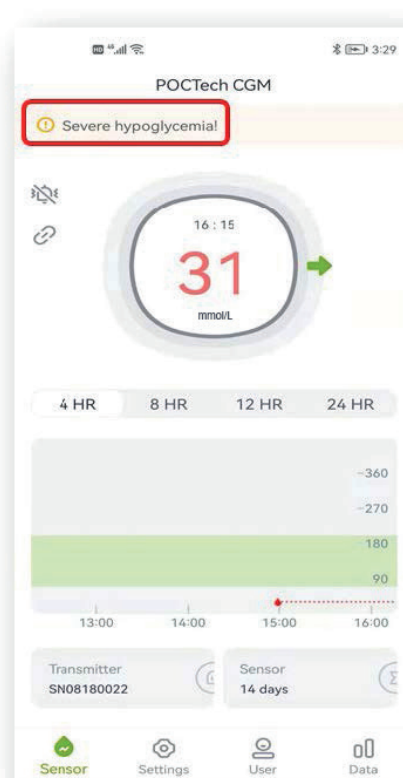 HD 46 3:29
POCTech CGM
Severe hypoglycemia!
16 : 15
31
mmol/L
4 HR 8 HR 12 HR 24 HR
360
270
180
90
13:00 14:00 15:00 16:00
Transmitter
SN08180022
Sensor
14 days
Sensor Settings User Data